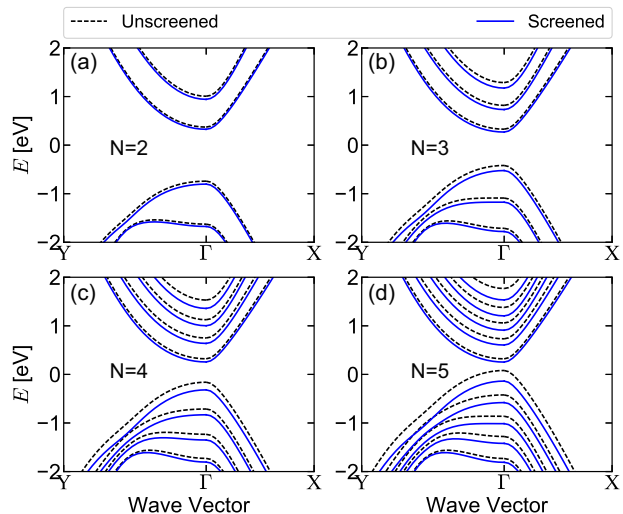 Unscreened Screened
(a) (b)
E [eV] 2 1 0 −1 −2 N=2 2 1 0 −1 −2 N=3
Y Γ X Y Γ X
(c) (d)
E [eV] 2 1 0 −1 −2 N=4 2 1 0 −1 −2 N=5
Y Γ X Y Γ X
Wave Vector Wave Vector